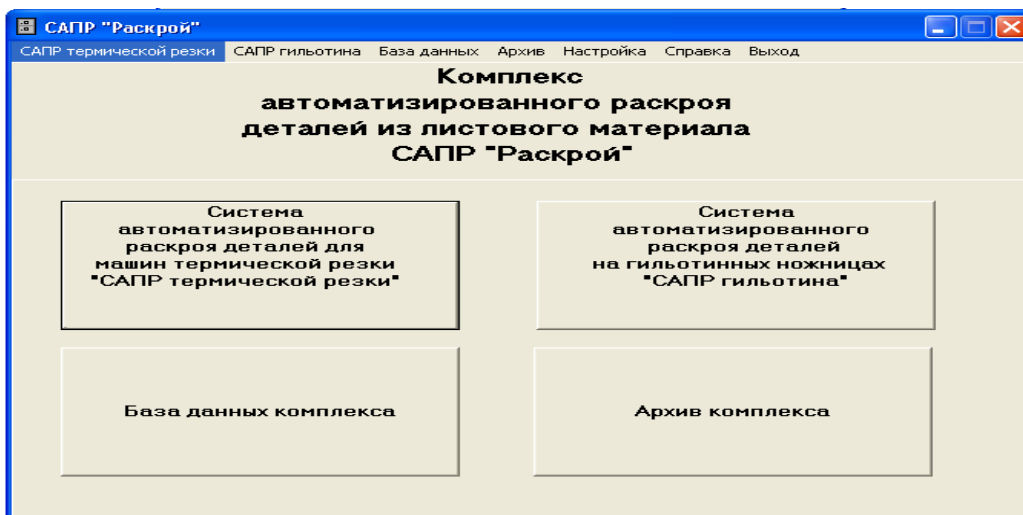 САПР "Раскрой"
САПР термической резки САПР гильотина База данных Архив Настройка Справка Выход
Комплекс
автоматизированного раскроя
деталей из листового материала
САПР "Раскрой"
Система
автоматизированного
раскроя деталей для
машин термической резки
"САПР термической резки"
Система
автоматизированного
раскроя деталей
на гильотинных ножницах
"САПР гильотина"
База данных комплекса
Архив комплекса